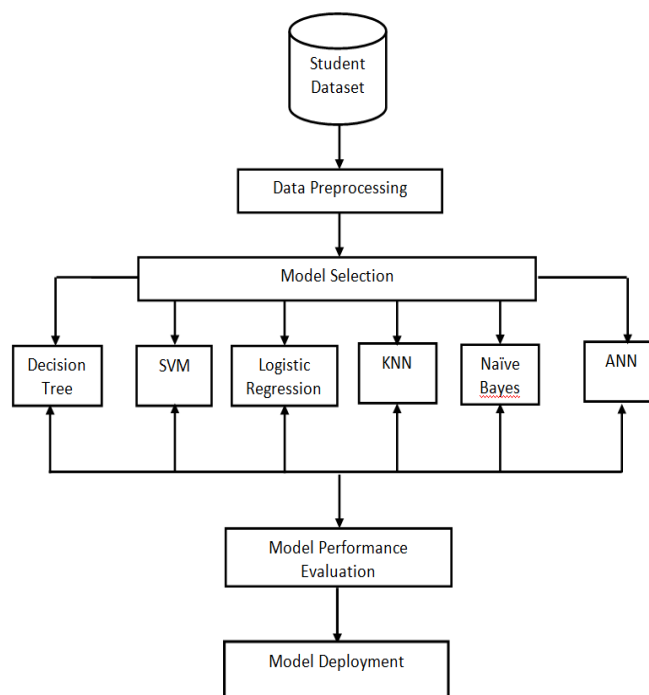 Student
Dataset
Data Preprocessing
Model Selection
Decision
Tree
SVM
Logistic
Regression
KNN
Naïve
Bayes
ANN
Model Performance
Evaluation
Model Deployment